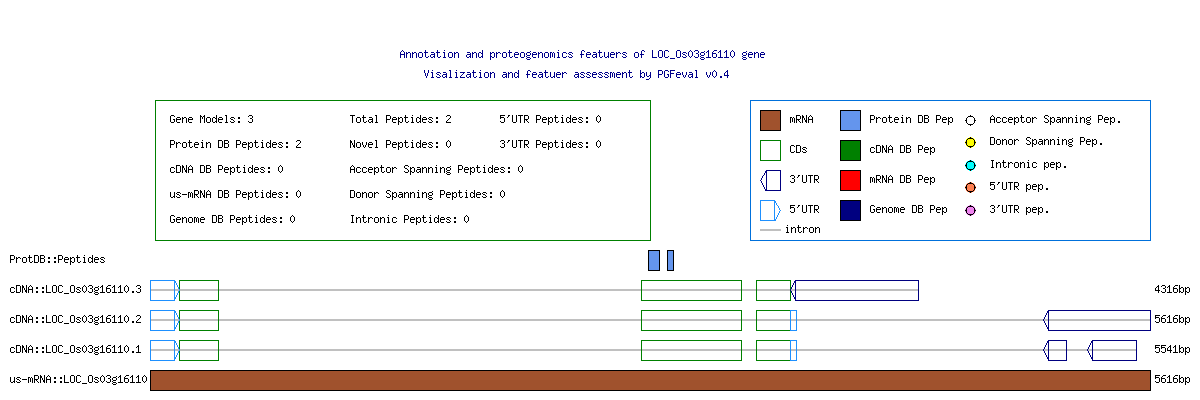 Annotation and proteogenomics featuers of LOC_Os03g16110 gene
Visalization and featuer assessment by PGFeval v0.4
Gene Models: 3 Total Peptides: 2 5'UTR Peptides: 0
Protein DB Peptides: 2 Novel Peptides: 0 3'UTR Peptides: 0
cDNA DB Peptides: 0 Acceptor Spanning Peptides: 0
us-mRNA DB Peptides: 0 Donor Spanning Peptides: 0
Genome DB Peptides: 0 Intronic Peptides: 0
mRNA Protein DB Pep Acceptor Spanning Pep.
CDs cDNA DB Pep Donor Spanning Pep.
3'UTR mRNA DB Pep Intronic pep.
5'UTR Genome DB Pep 5'UTR pep.
intron 3'UTR pep.
ProtDB::Peptides
cDNA::LOC_Os03g16110.3 4316bp
cDNA::LOC_Os03g16110.2 5616bp
cDNA::LOC_Os03g16110.1 5541bp
us-mRNA::LOC_Os03g16110 5616bp